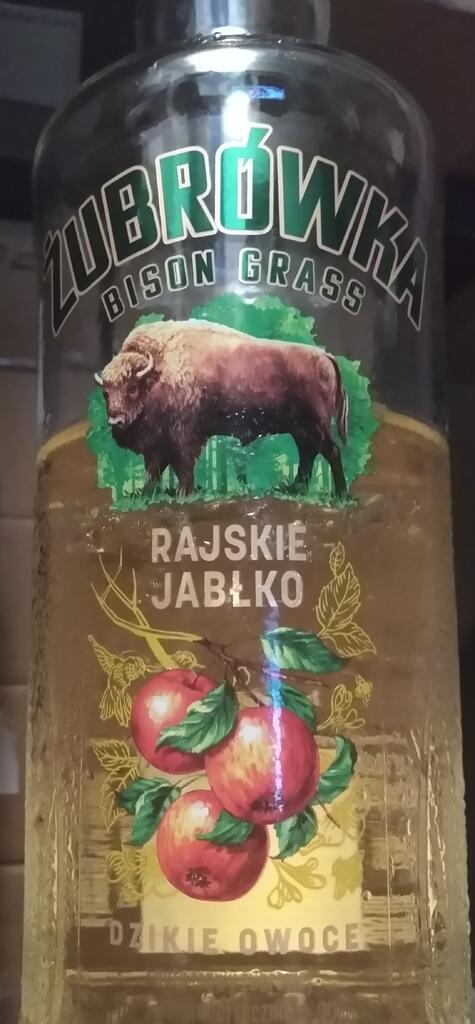 ŻUBRÓWKA
BISON GRASS
RAJSKIE
JABŁKO
DZIKIE OWOCE